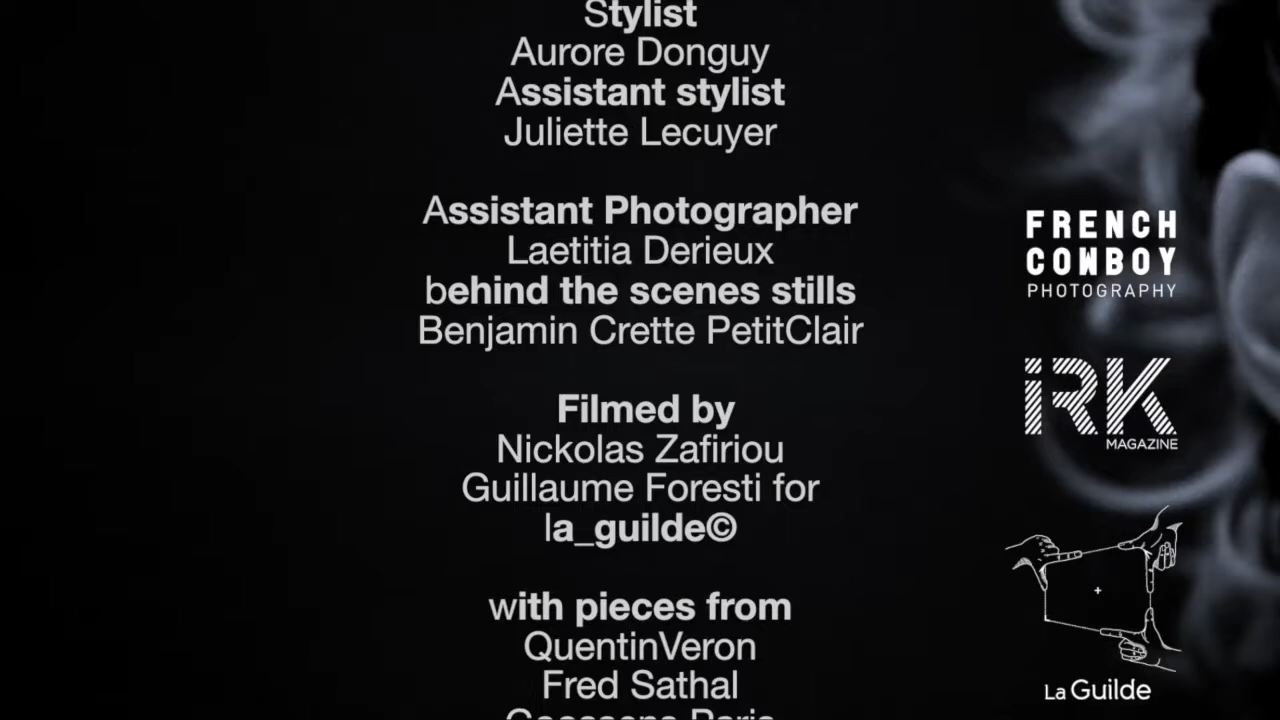 Stylist
Aurore Donguy
Assistant stylist
Juliette Lecuyer
Assistant Photographer
Laetitia Derieux
behind the scenes stills
Benjamin Crette PetitClair
Filmed by
Nickolas Zafiriou
Guillaume Foresti for
la_guilde©
with pieces from
QuentinVeron
Fred Sathal
FRENCH
COWBOY
PHOTOGRAPHY
iRK
MAGAZINE
La Guilde